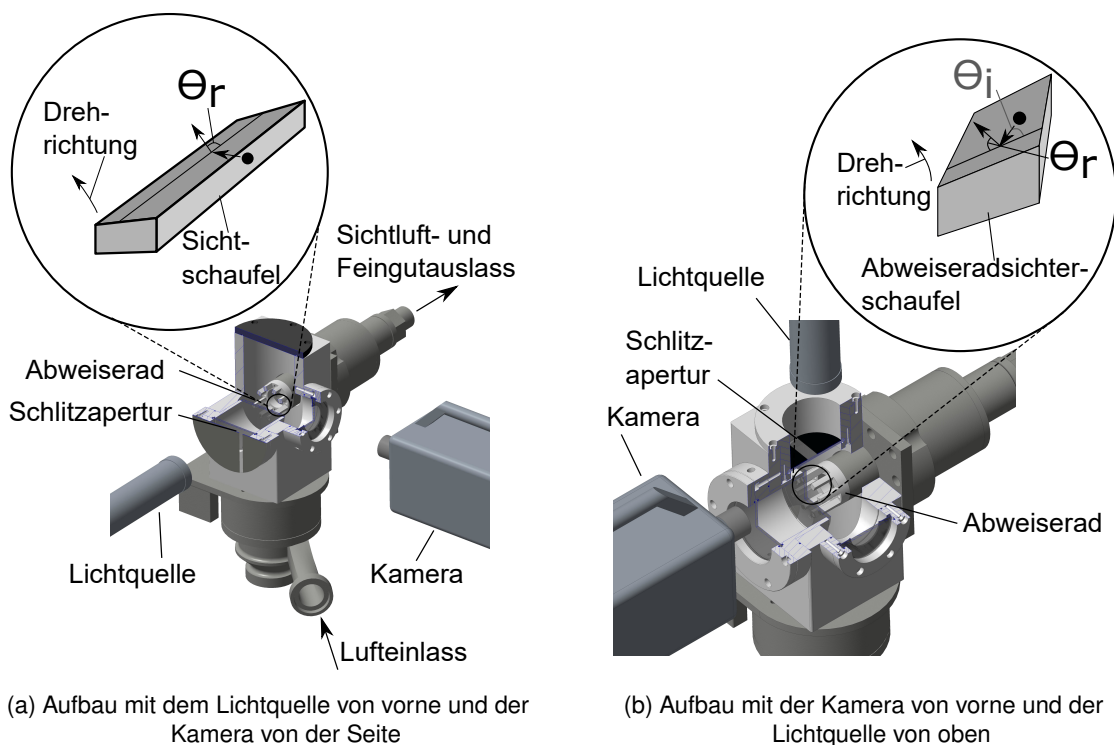 Θr
Dreh-
richtung
Sicht-
schaufel
Sichtluft- und
Feingutauslass
Abweiserad
Schlitzapertur
Lichtquelle
Kamera
Lufteinlass
(a) Aufbau mit dem Lichtquelle von vorne und der
Kamera von der Seite
Θi
Θr
Dreh-
richtung
Abweiseradsichter-
schaufel
Lichtquelle
Schlitz-
apertur
Kamera
Abweiserad
(b) Aufbau mit der Kamera von vorne und der
Lichtquelle von oben